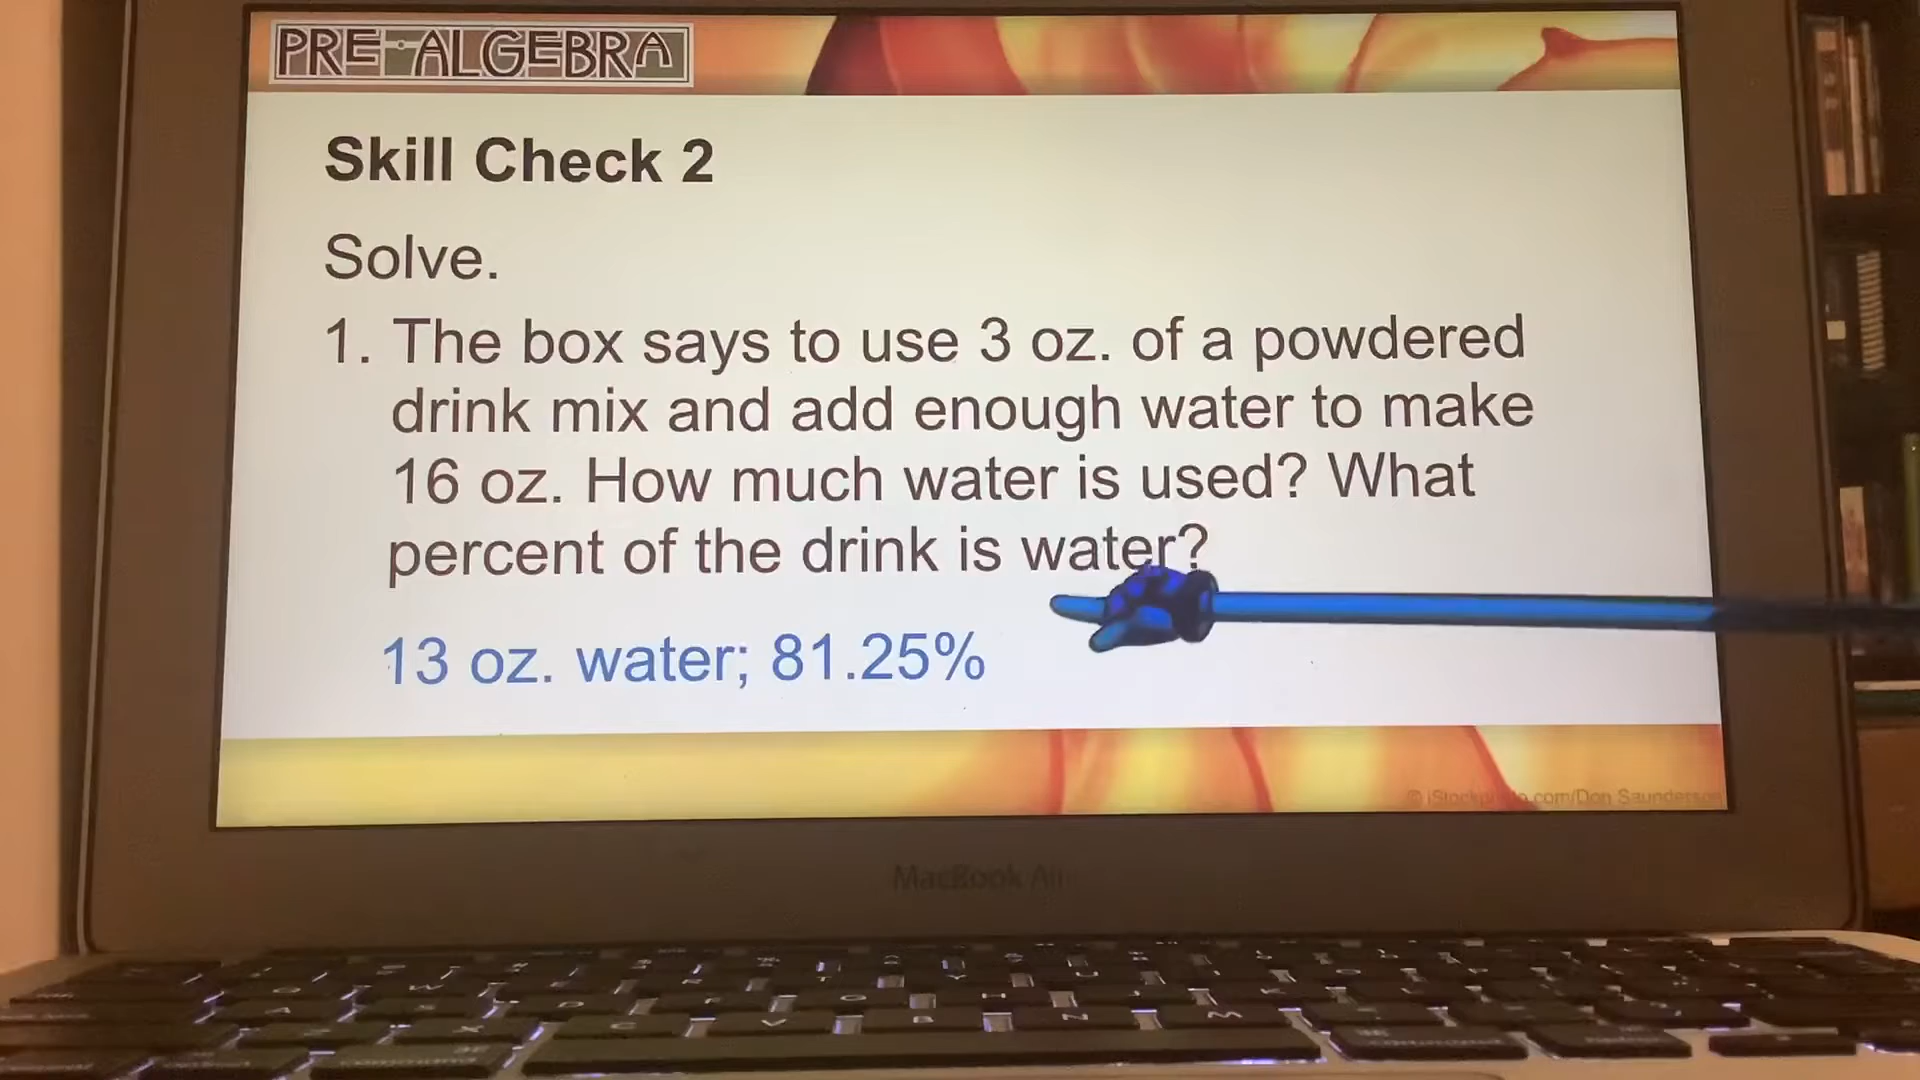 PRE-ALGEBRA
Skill Check 2
Solve.
1. The box says to use 3 oz. of a powdered
drink mix and add enough water to make
16 oz. How much water is used? What
percent of the drink is water?
13 oz. water; 81.25%
MacBook Air